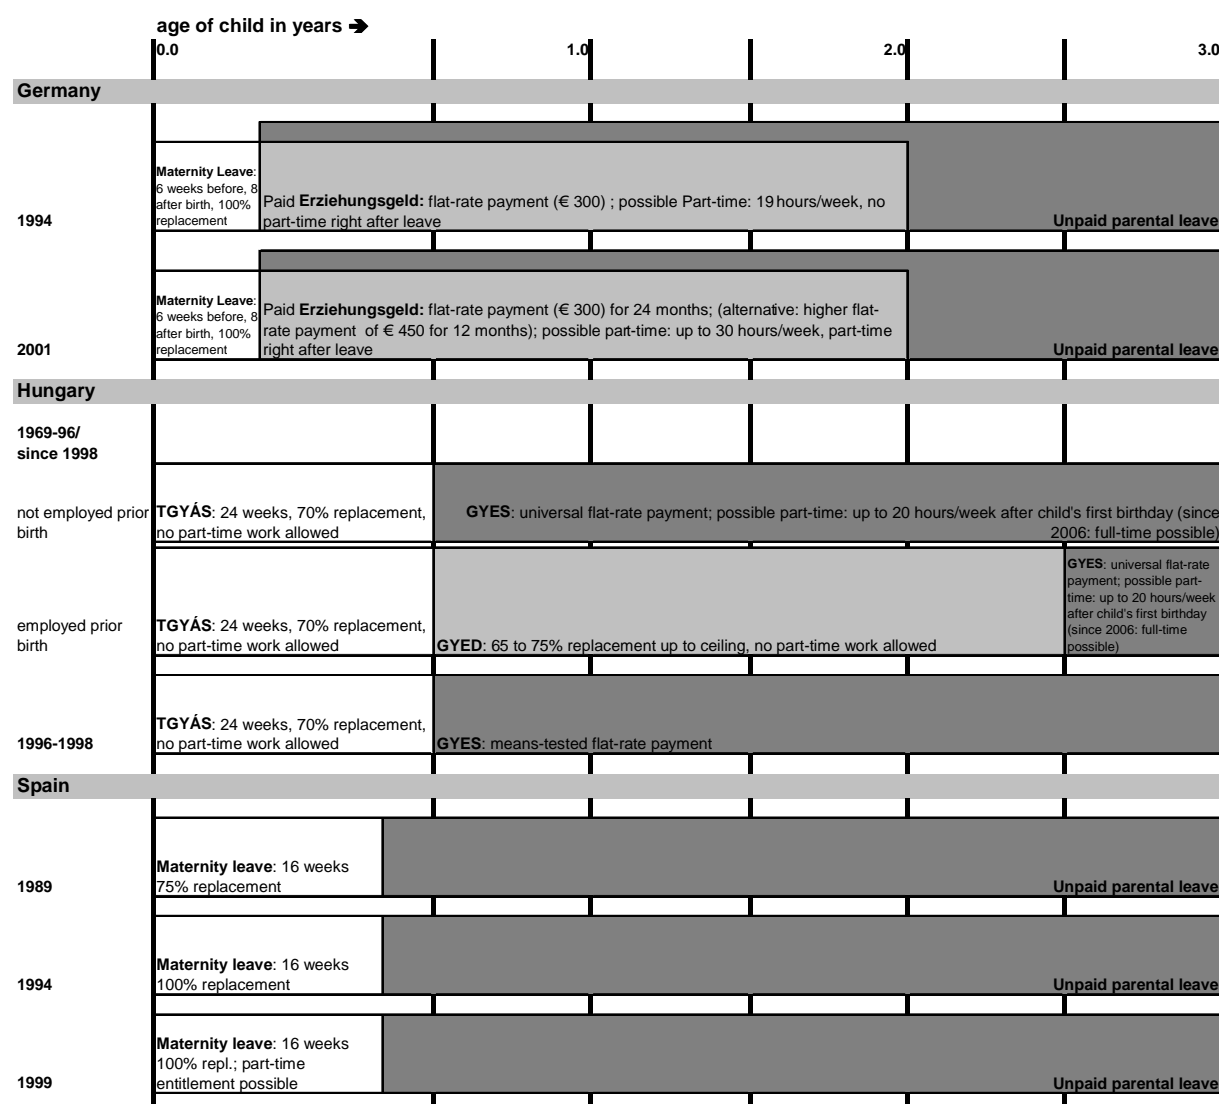 age of child in years ➔
0.0 1.0 2.0 3.0
Germany
1994
Maternity Leave:
6 weeks before, 8
after birth, 100%
replacement
Paid Erziehungsgeld: flat-rate payment (€ 300) ; possible Part-time: 19 hours/week, no
part-time right after leave
Unpaid parental leave
2001
Maternity Leave:
6 weeks before, 8
after birth, 100%
replacement
Paid Erziehungsgeld: flat-rate payment (€ 300) for 24 months; (alternative: higher flat-
rate payment of € 450 for 12 months); possible part-time: up to 30 hours/week, part-time
right after leave
Unpaid parental leave
Hungary
1969-96/
since 1998
not employed prior
birth
TGYÁS: 24 weeks, 70% replacement,
no part-time work allowed
GYES: universal flat-rate payment; possible part-time: up to 20 hours/week after child's first birthday (since
2006: full-time possible)
employed prior
birth
TGYÁS: 24 weeks, 70% replacement,
no part-time work allowed
GYED: 65 to 75% replacement up to ceiling, no part-time work allowed
GYES: universal flat-rate
payment; possible part-
time: up to 20 hours/week
after child's first birthday
(since 2006: full-time
possible)
1996-1998
TGYÁS: 24 weeks, 70% replacement,
no part-time work allowed
GYES: means-tested flat-rate payment
Spain
1989
Maternity leave: 16 weeks
75% replacement
Unpaid parental leave
1994
Maternity leave: 16 weeks
100% replacement
Unpaid parental leave
1999
Maternity leave: 16 weeks
100% repl.; part-time
entitlement possible
Unpaid parental leave